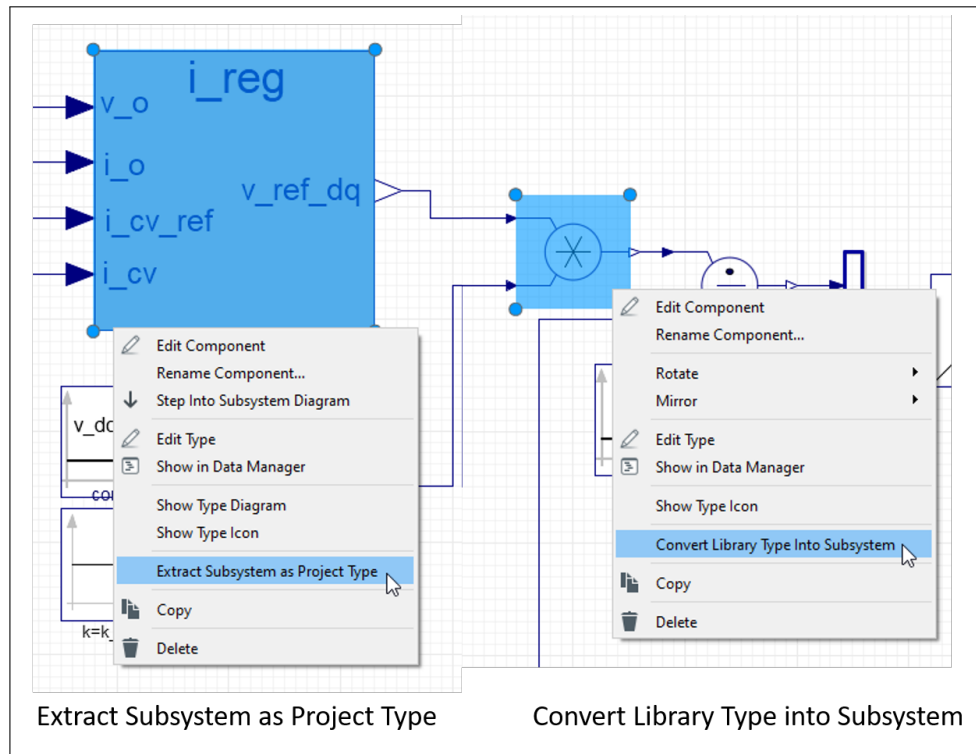 i_reg
v_o
i_o
v_ref_dq
i_cv_ref
i_cv
Edit Component
Rename Component...
Step Into Subsystem Diagram
Edit Type
Show in Data Manager
Show Type Diagram
Show Type Icon
Extract Subsystem as Project Type
Copy
Delete
Edit Component
Rename Component...
Rotate
Mirror
Edit Type
Show in Data Manager
Show Type Icon
Convert Library Type Into Subsystem
Copy
Delete
Extract Subsystem as Project Type
Convert Library Type into Subsystem